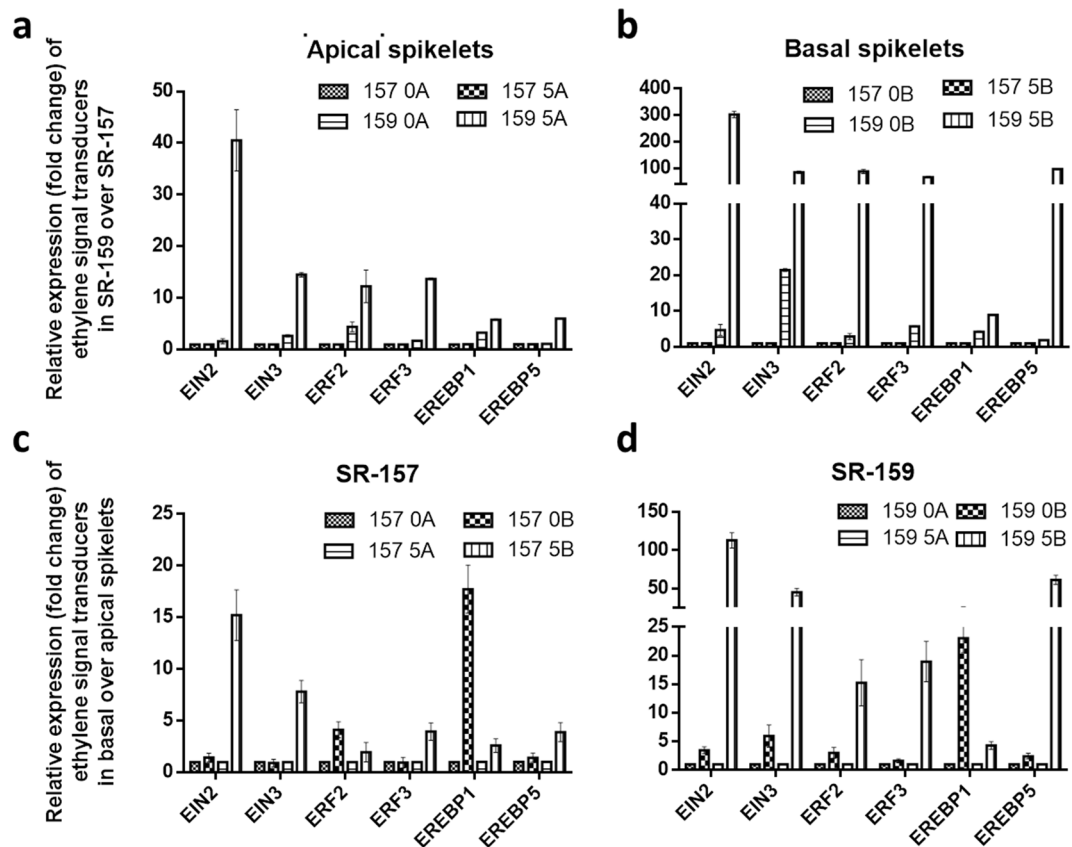 a
Apical spikelets
Relative expression (fold change) of
ethylene signal transducers
in SR-159 over SR-157
157 0A
157 5A
159 0A
159 5A
50
40
30
20
10
0
EIN2
EIN3
ERF2
ERF3
EREBP1
EREBP5
b
Basal spikelets
157 0B
157 5B
159 0B
159 5B
400
300
200
100
40
30
20
10
0
EIN2
EIN3
ERF2
ERF3
EREBP1
EREBP5
c
SR-157
Relative expression (fold change) of
ethylene signal transducers
in basal over apical spikelets
157 0A
157 0B
157 5A
157 5B
25
20
15
10
5
0
EIN2
EIN3
ERF2
ERF3
EREBP1
EREBP5
d
SR-159
159 0A
159 0B
159 5A
159 5B
150
100
50
25
20
15
10
5
0
EIN2
EIN3
ERF2
ERF3
EREBP1
EREBP5